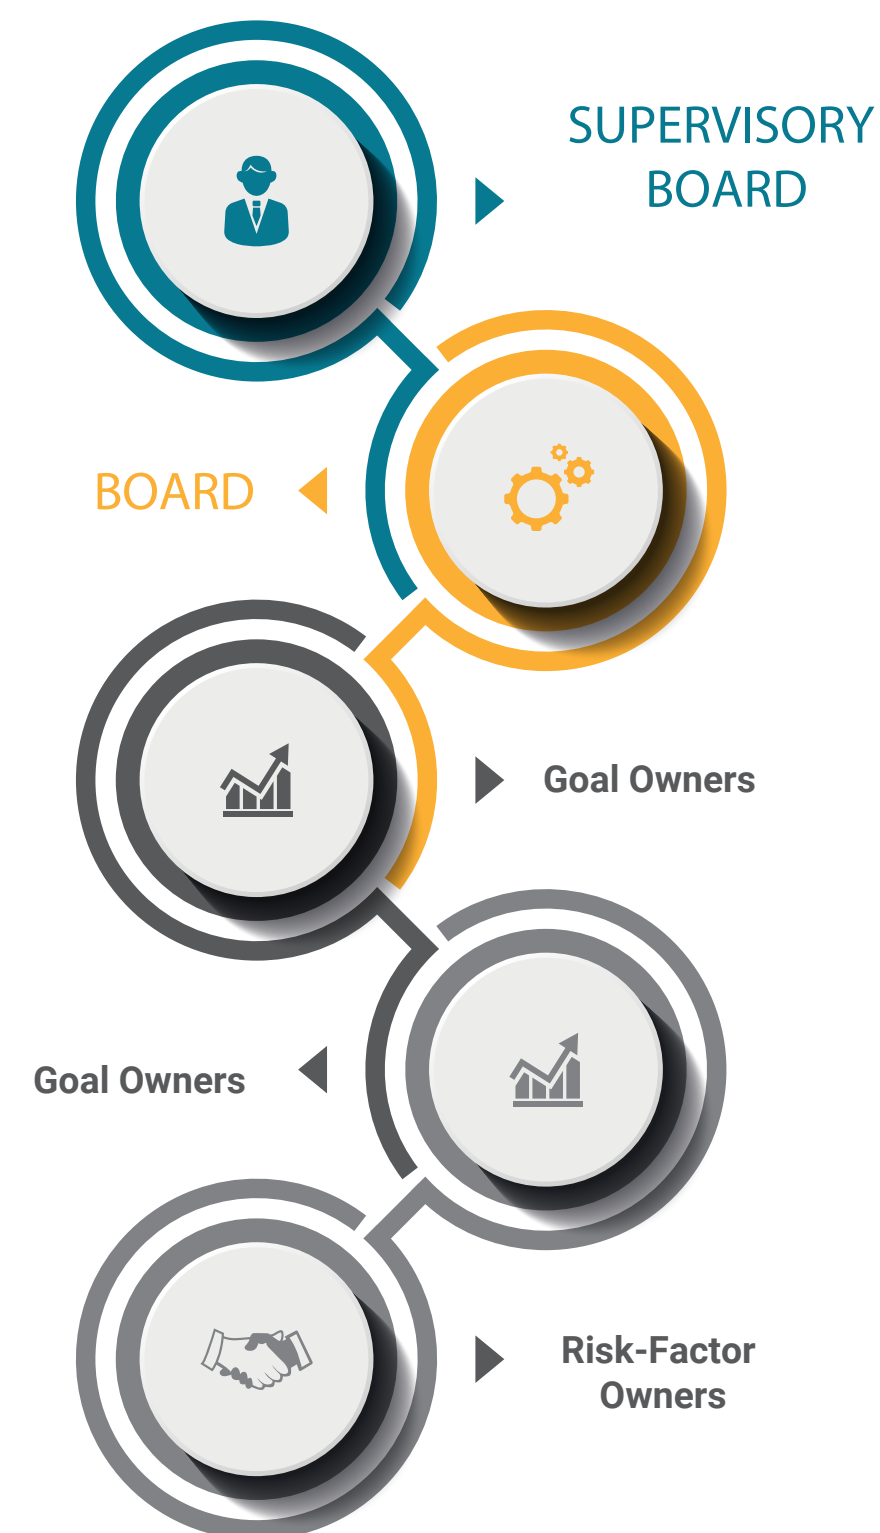 SUPERVISORY
BOARD
BOARD
Goal Owners
Goal Owners
Risk-Factor
Owners